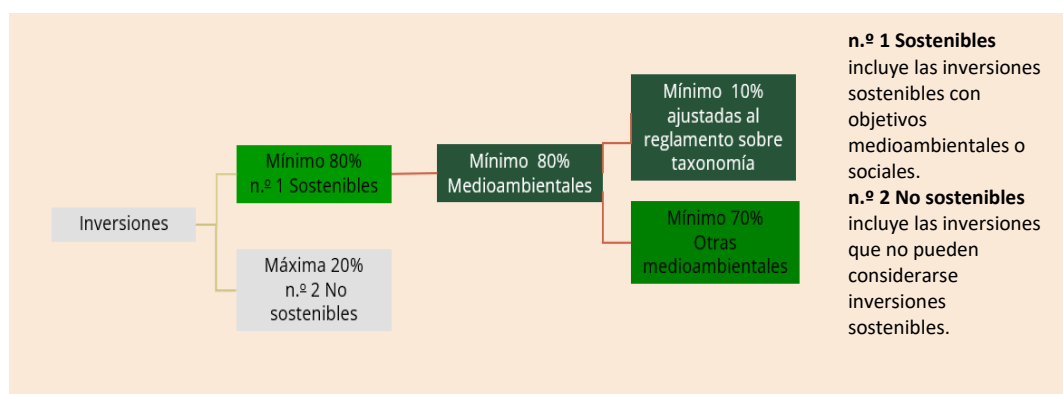 Inversiones
Mínimo 80%
n.º 1 Sostenibles
Máxima 20%
n.º 2 No
sostenibles
Mínimo 80%
Medioambientales
Mínimo 10%
ajustadas al
reglamento sobre
taxonomía
Mínimo 70%
Otras
medioambientales
n.º 1 Sostenibles
incluye las inversiones
sostenibles con
objetivos
medioambientales o
sociales.
n.º 2 No sostenibles
incluye las inversiones
que no pueden
considerarse
inversiones
sostenibles.